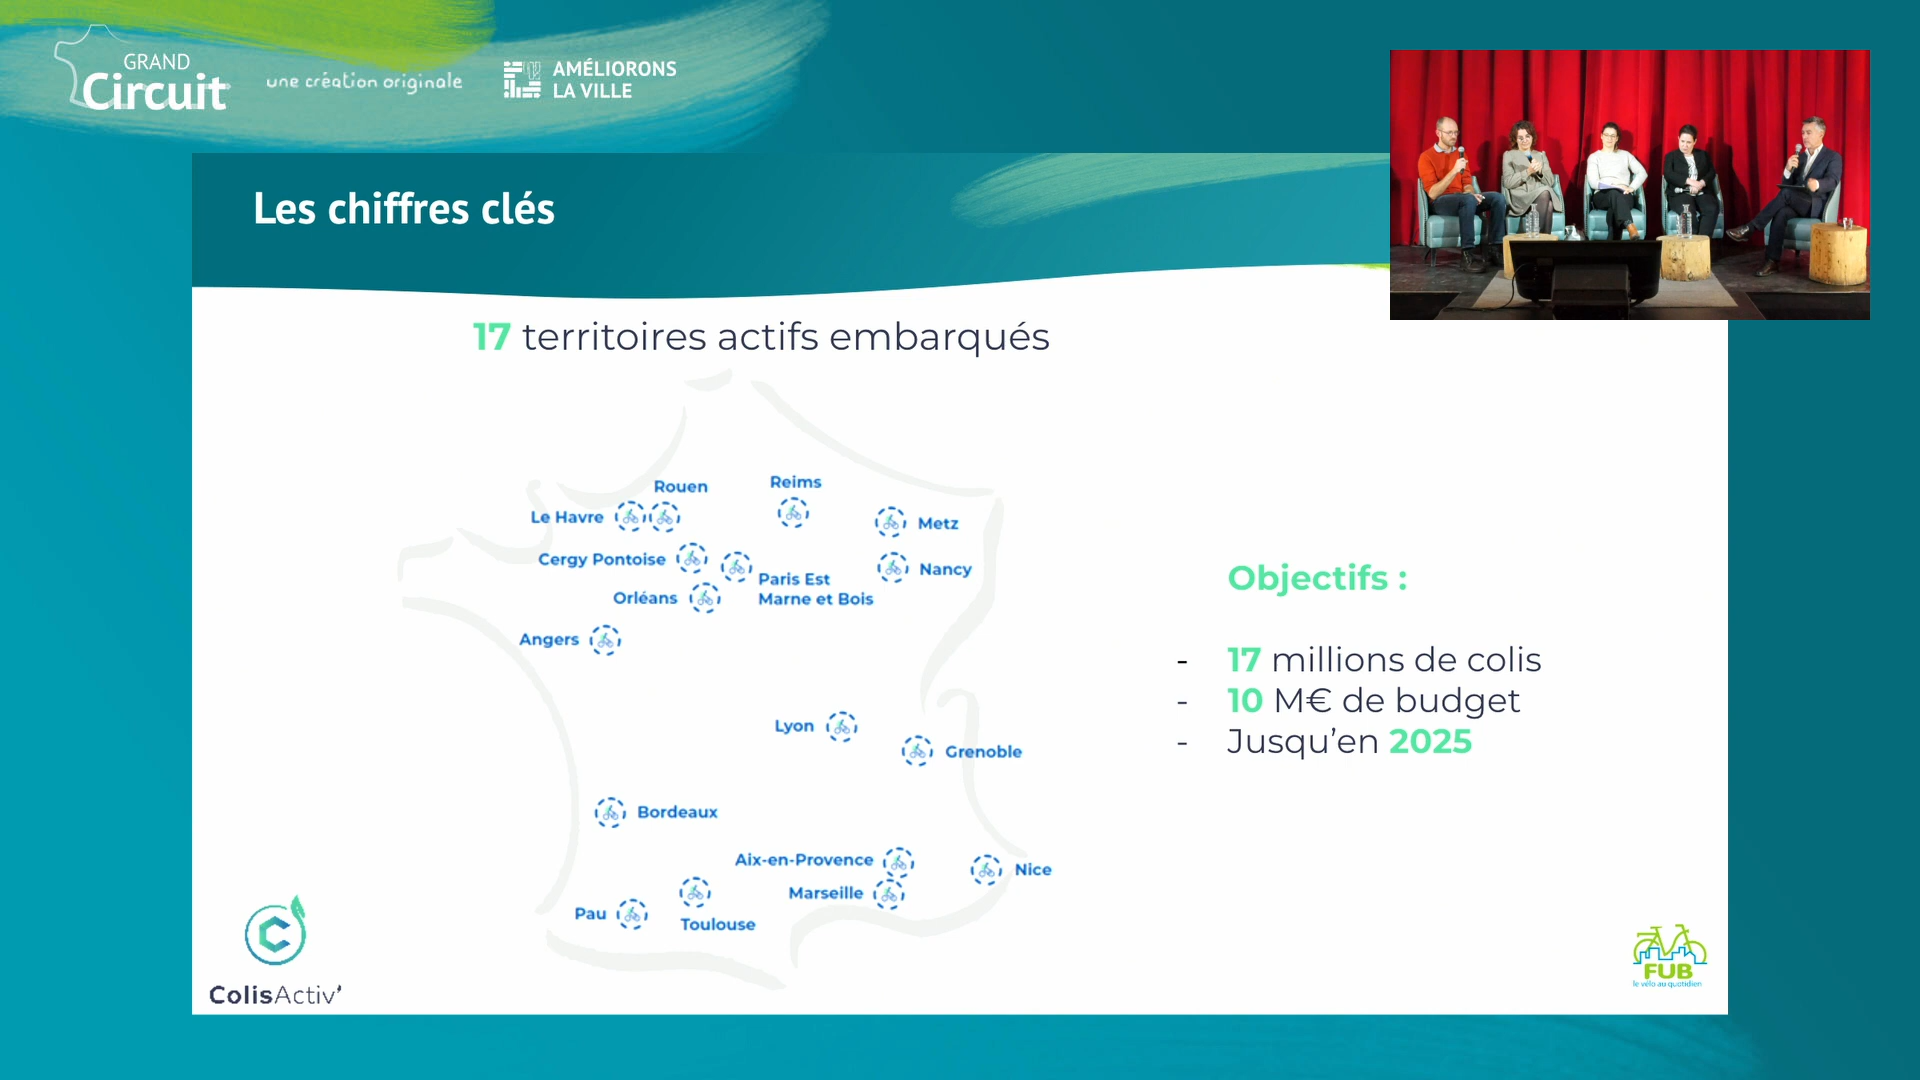 GRAND
Circuit
une création originale
AMÉLIORONS
LA VILLE
Les chiffres clés
17 territoires actifs embarqués
Rouen
Reims
Le Havre
Metz
Cergy Pontoise
Nancy
Paris Est
Marne et Bois
Orléans
Angers
Lyon
Grenoble
Bordeaux
Aix-en-Provence
Nice
Marseille
Pau
Toulouse
Objectifs :
- 17 millions de colis
- 10 M€ de budget
- Jusqu'en 2025
ColisActiv'
FUB
le vélo au quotidien